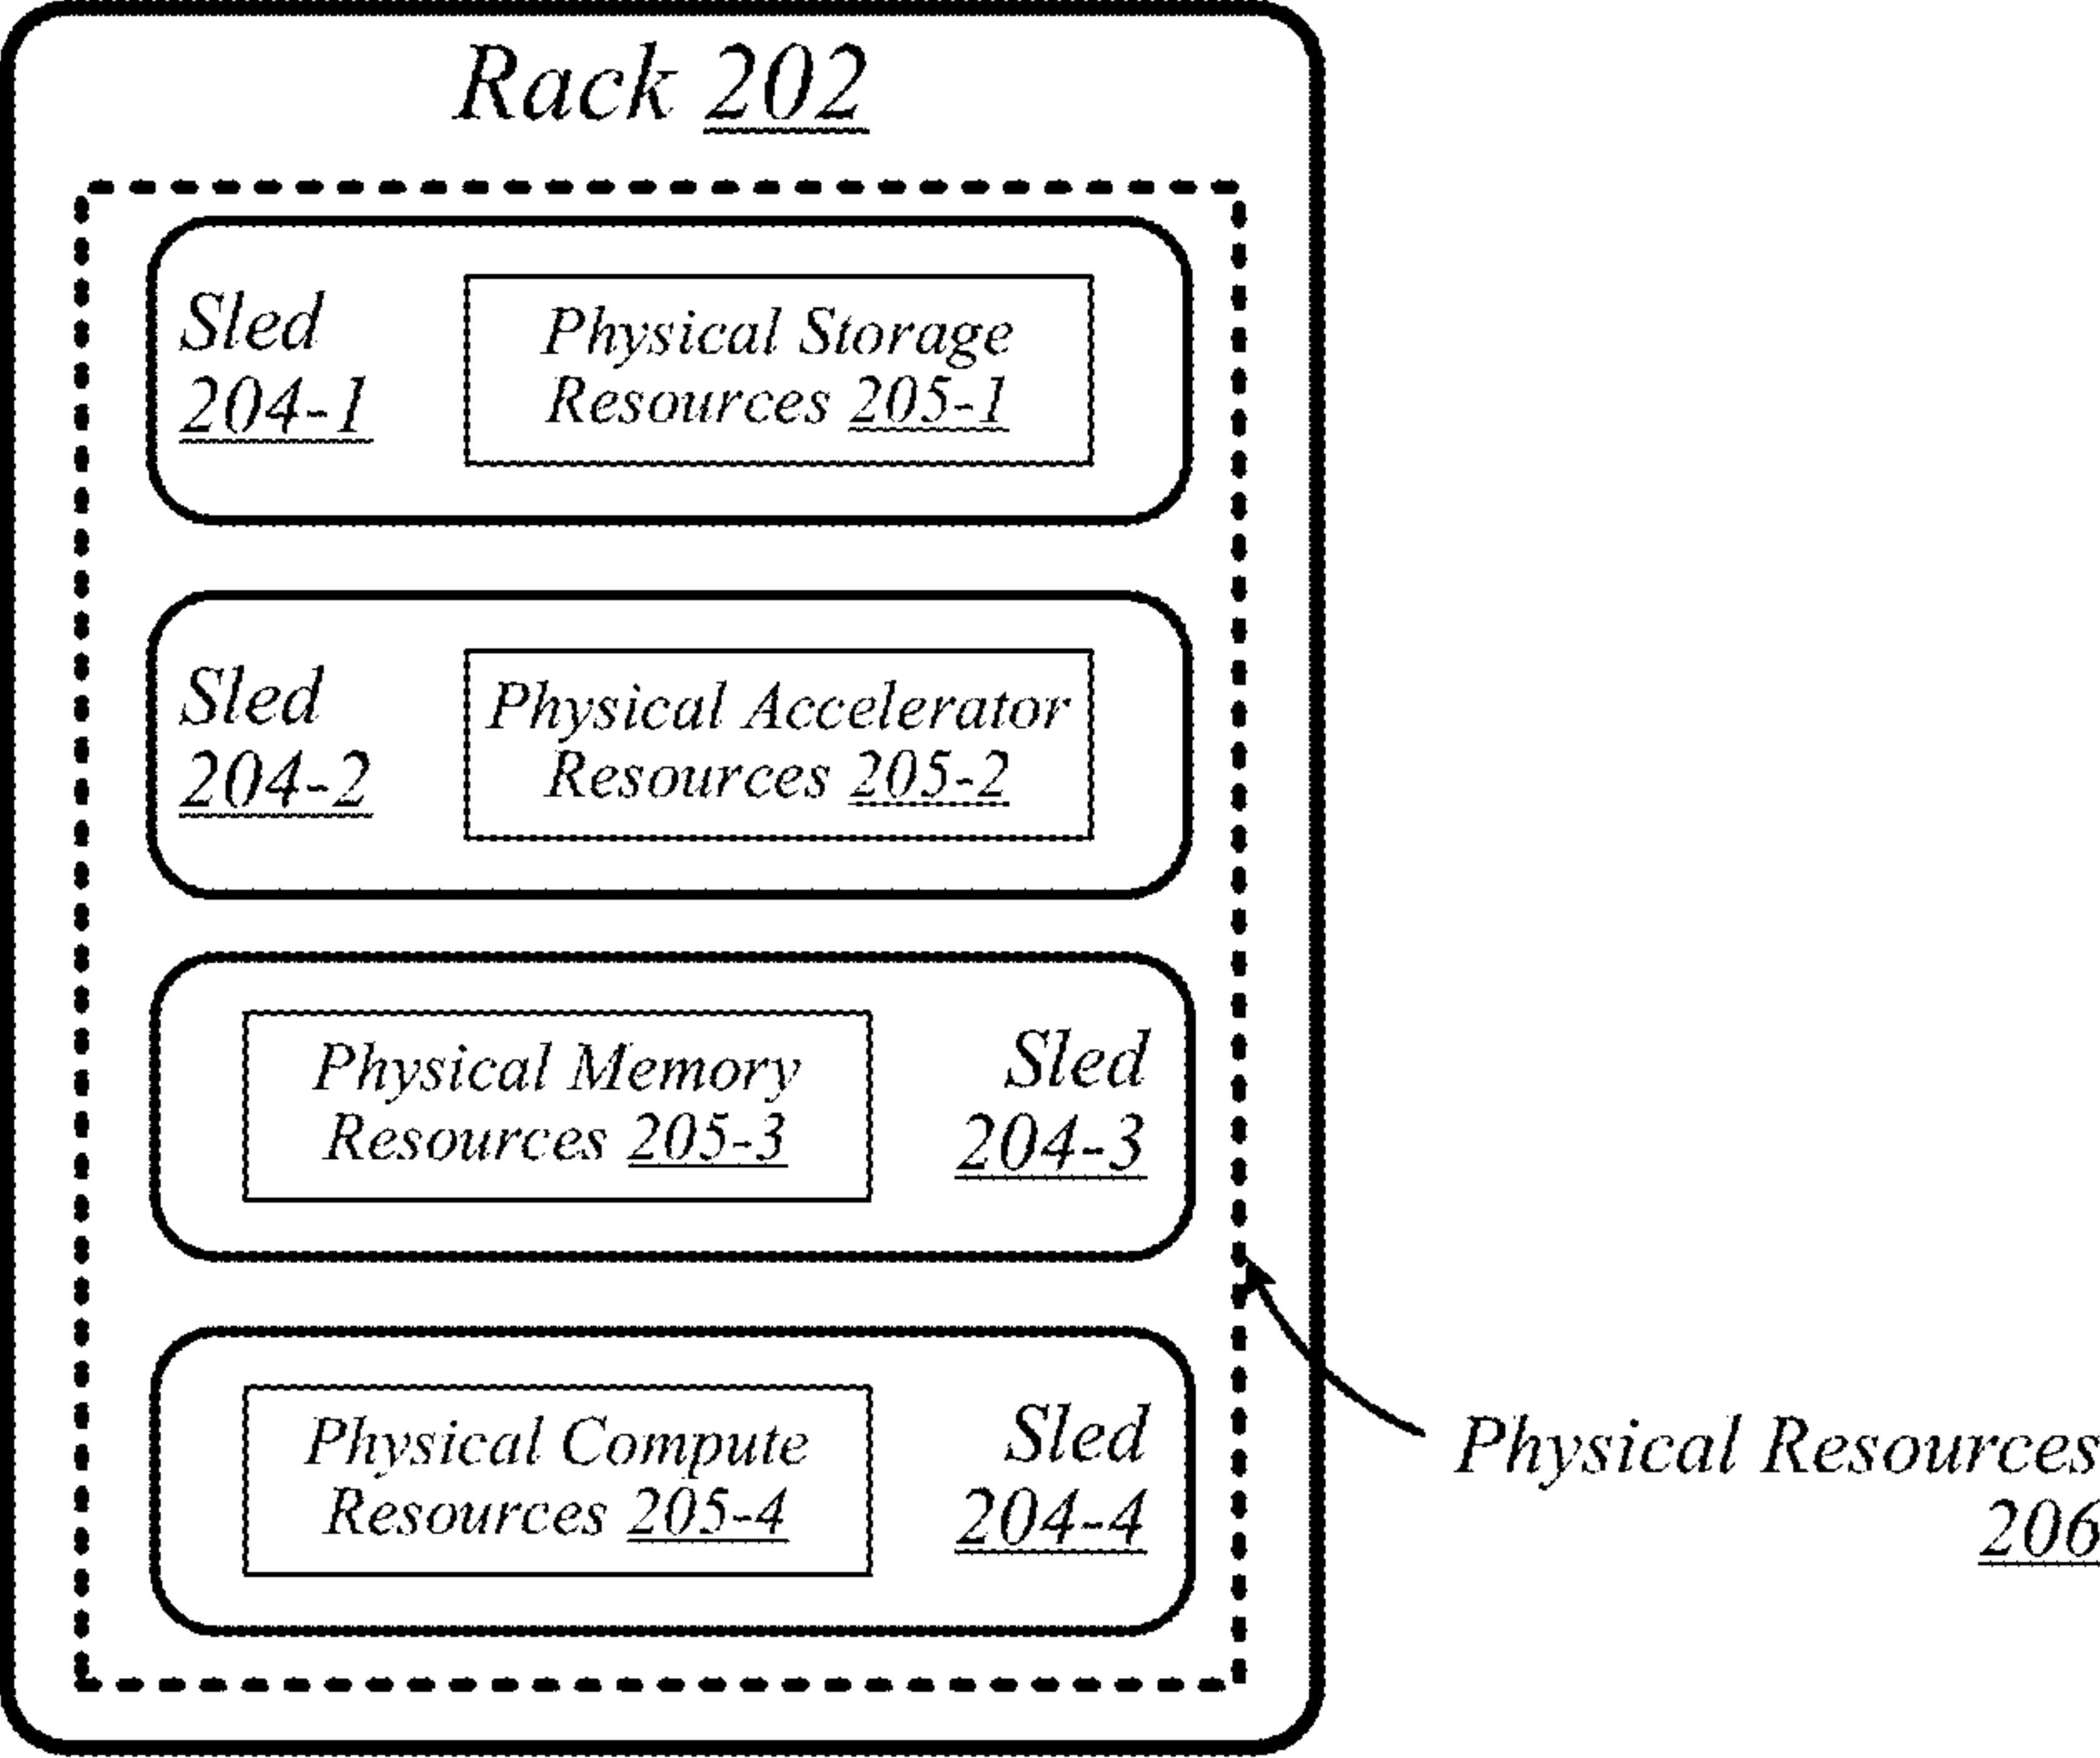 Rack 202
Sled
204-1
Physical Storage
Resources 205-1
Sled
204-2
Physical Accelerator
Resources 205-2
Physical Memory
Resources 205-3
Sled
204-3
Physical Compute
Resources 205-4
Sled
204-4
Physical Resources
206